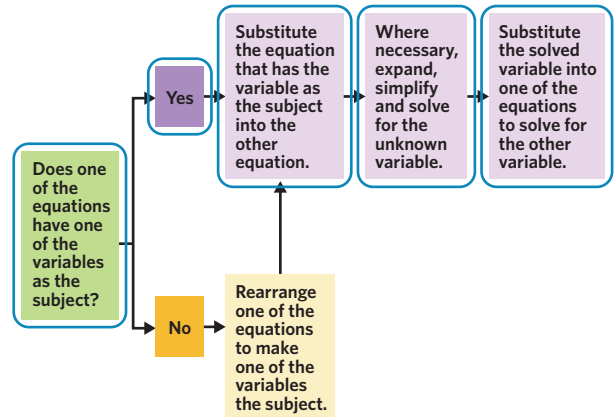 Does one
of the
equations
have one
of the
variables
as the
subject?
Yes
Substitute
the equation
that has the
variable as
the subject
into the
other
equation.
Where
necessary,
expand,
simplify
and solve
for the
unknown
variable.
Substitute
the solved
variable into
one of the
equations
to solve for
the other
variable.
No
Rearrange
one of the
equations
to make
one of the
variables
the subject.